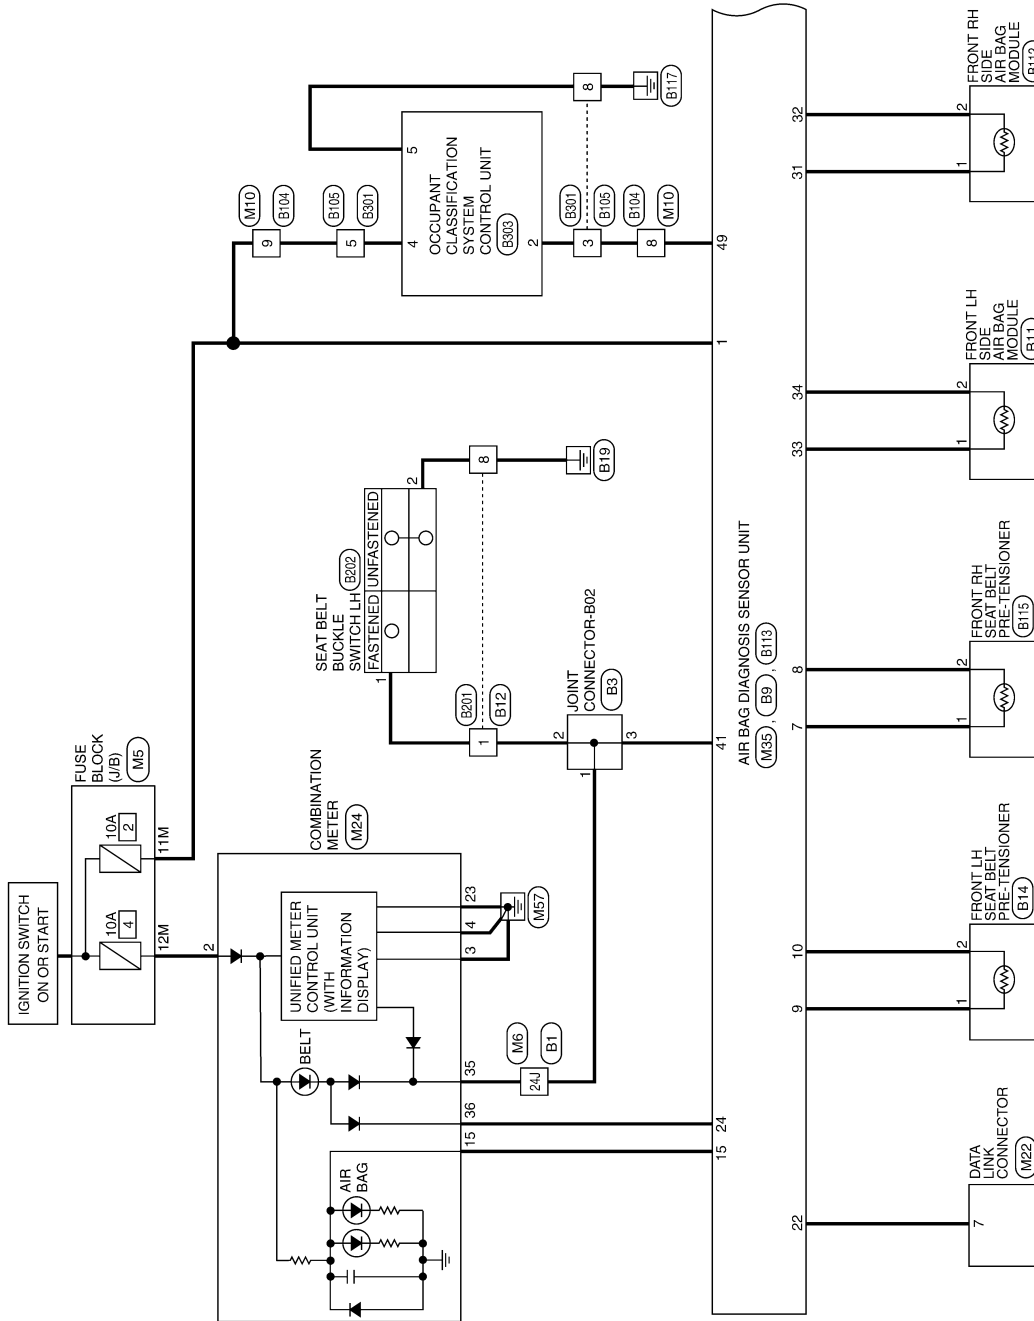 IGNITION SWITCH
ON OR START
FUSE
BLOCK
(J/B)
M5
10A
4
10A
2
12M
11M
COMBINATION
METER
M24
2
UNIFIED METER
CONTROL UNIT
(WITH
INFORMATION
DISPLAY)
BELT
AIR
BAG
15
36
35
3
4
23
M57
M6
B1
24J
SEAT BELT
BUCKLE
SWITCH LH
B202
FASTENED
UNFASTENED
1
2
B201
B12
1
8
B19
JOINT
CONNECTOR-B02
B3
2
1
3
M10
B104
9
B105
B301
5
4
5
OCCUPANT
CLASSIFICATION
SYSTEM
CONTROL UNIT
B303
2
8
B117
B301
B105
3
B104
M10
8
15
24
41
1
49
AIR BAG DIAGNOSIS SENSOR UNIT
M35 , B9 , B113
22
9
10
7
8
33
34
31
32
DATA
LINK
CONNECTOR
M22
7
FRONT LH
SEAT BELT
PRE-TENSIONER
B14
1
2
FRONT RH
SEAT BELT
PRE-TENSIONER
B115
1
2
FRONT LH
SIDE
AIR BAG
MODULE
1
2
FRONT RH
SIDE
AIR BAG
MODULE
1
2